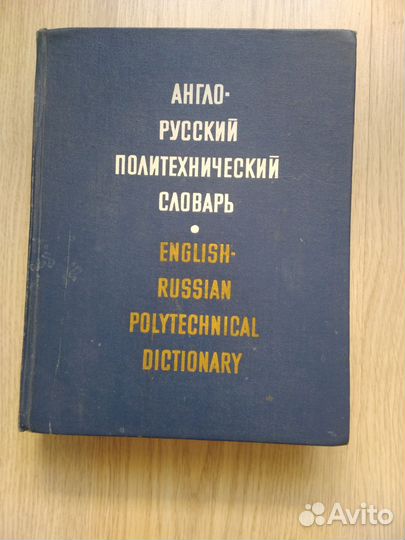 АНГЛО-
РУССКИЙ
ПОЛИТЕХНИЧЕСКИЙ
СЛОВАРЬ
•
ENGLISH-
RUSSIAN
POLYTECHNICAL
DICTIONARY
Avito